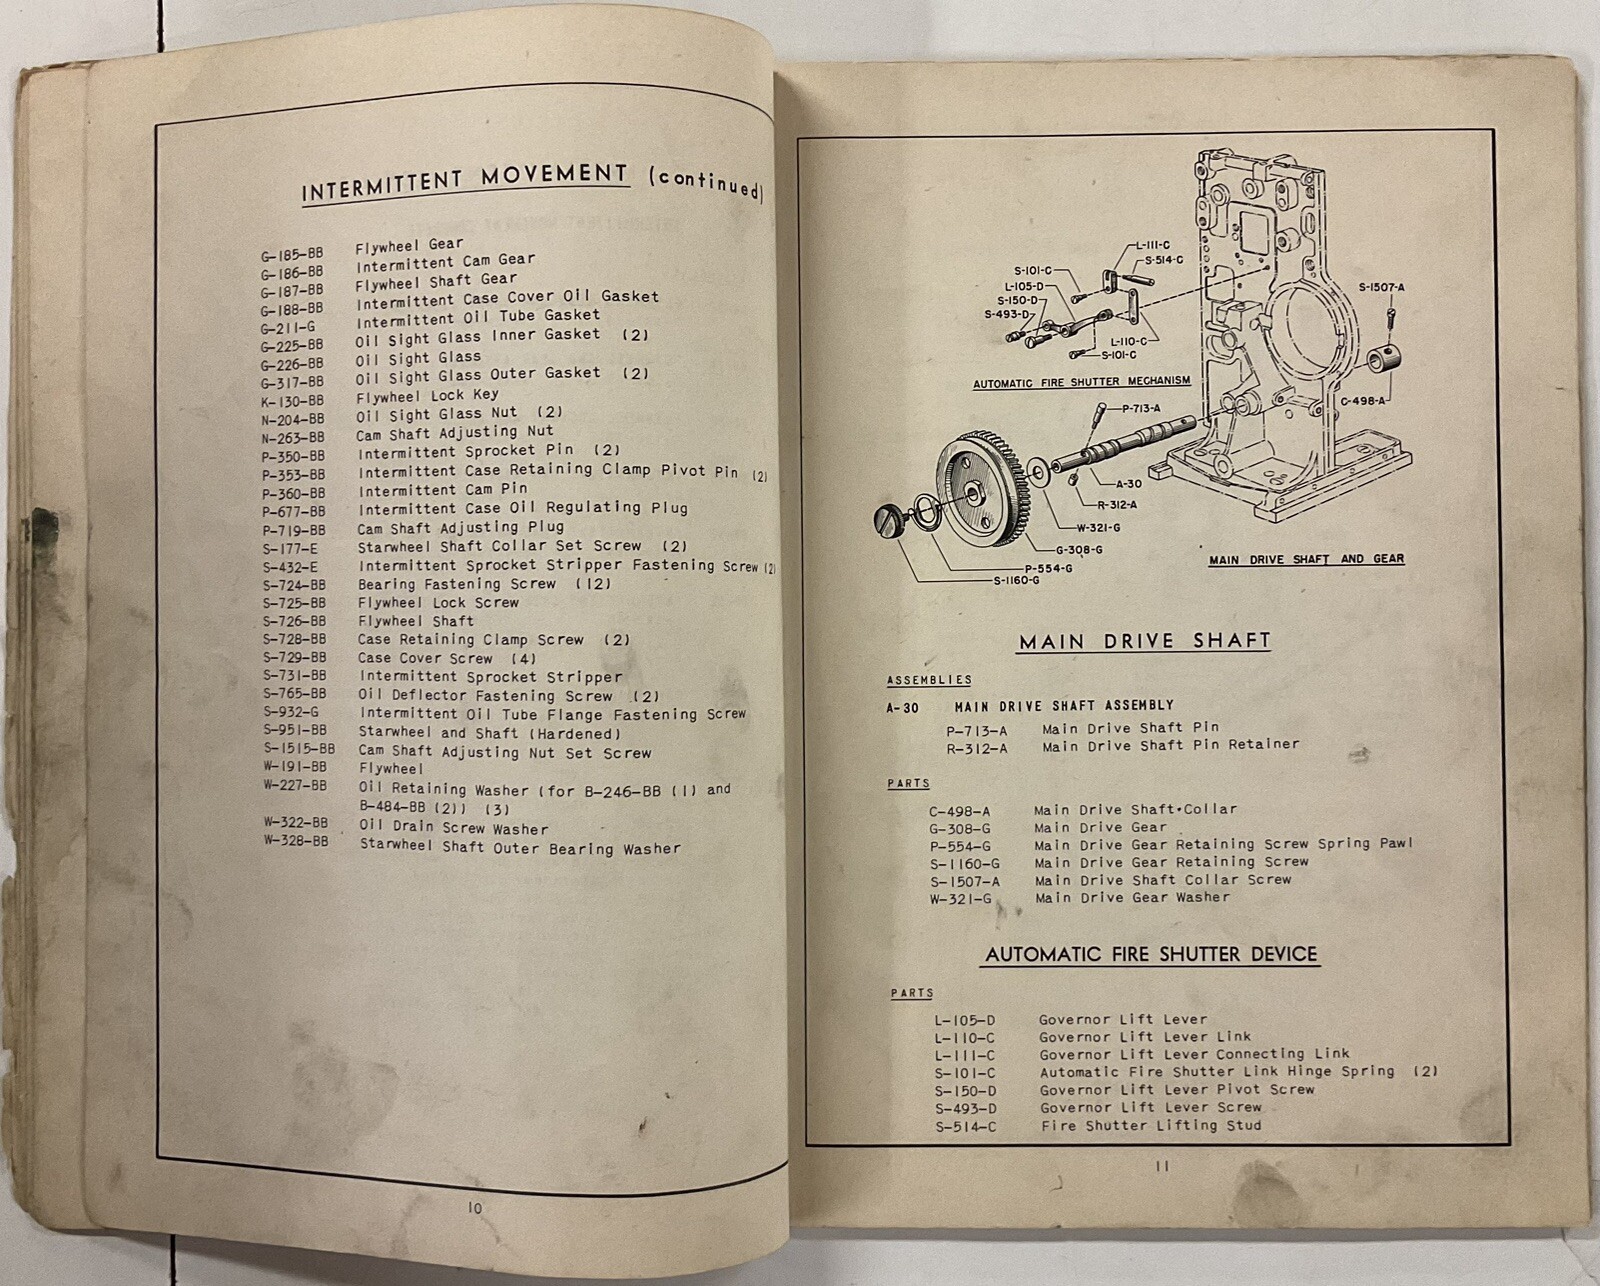 INTERMITTENT MOVEMENT (continued)
G-185-BB Flywheel Gear
G-186-BB Intermittent Cam Gear
G-187-BB Flywheel Shaft Gear
G-188-BB Intermittent Case Cover Oil Gasket
G-211-G Intermittent Oil Tube Gasket
G-225-BB Oil Sight Glass Inner Gasket (2)
G-226-BB Oil Sight Glass
G-317-BB Oil Sight Glass Outer Gasket (2)
K-130-BB Flywheel Lock Key
N-204-BB Oil Sight Glass Nut (2)
N-263-BB Cam Shaft Adjusting Nut
P-350-BB Intermittent Sprocket Pin (2)
P-353-BB Intermittent Case Retaining Clamp Pivot Pin (2)
P-360-BB Intermittent Cam Pin
P-677-BB Intermittent Case Oil Regulating Plug
P-719-BB Cam Shaft Adjusting Plug
S-177-E Starwheel Shaft Collar Set Screw (2)
S-432-E Intermittent Sprocket Stripper Fastening Screw (2)
S-724-BB Bearing Fastening Screw (12)
S-725-BB Flywheel Lock Screw
S-726-BB Flywheel Shaft
S-728-BB Case Retaining Clamp Screw (2)
S-729-BB Case Cover Screw (4)
S-731-BB Intermittent Sprocket Stripper
S-765-BB Oil Deflector Fastening Screw (2)
S-932-G Intermittent Oil Tube Flange Fastening Screw
S-951-BB Starwheel and Shaft (Hardened)
S-1515-BB Cam Shaft Adjusting Nut Set Screw
W-191-BB Flywheel
W-227-BB Oil Retaining Washer (for B-246-BB (1) and
B-484-BB (2)) (3)
W-322-BB Oil Drain Screw Washer
W-328-BB Starwheel Shaft Outer Bearing Washer
10
L-111-C
S-514-C
S-101-C
L-105-D
S-150-D
S-493-D
L-110-C
S-101-C
S-1507-A
C-498-A
AUTOMATIC FIRE SHUTTER MECHANISM
P-713-A
A-30
R-312-A
W-321-G
G-308-G
P-554-G
S-1160-G
MAIN DRIVE SHAFT AND GEAR
MAIN DRIVE SHAFT
ASSEMBLIES
A-30 MAIN DRIVE SHAFT ASSEMBLY
P-713-A Main Drive Shaft Pin
R-312-A Main Drive Shaft Pin Retainer
PARTS
C-498-A Main Drive Shaft Collar
G-308-G Main Drive Gear
P-554-G Main Drive Gear Retaining Screw Spring Pawl
S-1160-G Main Drive Gear Retaining Screw
S-1507-A Main Drive Shaft Collar Screw
W-321-G Main Drive Gear Washer
AUTOMATIC FIRE SHUTTER DEVICE
PARTS
L-105-D Governor Lift Lever
L-110-C Governor Lift Lever Link
L-111-C Governor Lift Lever Connecting Link
S-101-C Automatic Fire Shutter Link Hinge Spring (2)
S-150-D Governor Lift Lever Pivot Screw
S-493-D Governor Lift Lever Screw
S-514-C Fire Shutter Lifting Stud
11